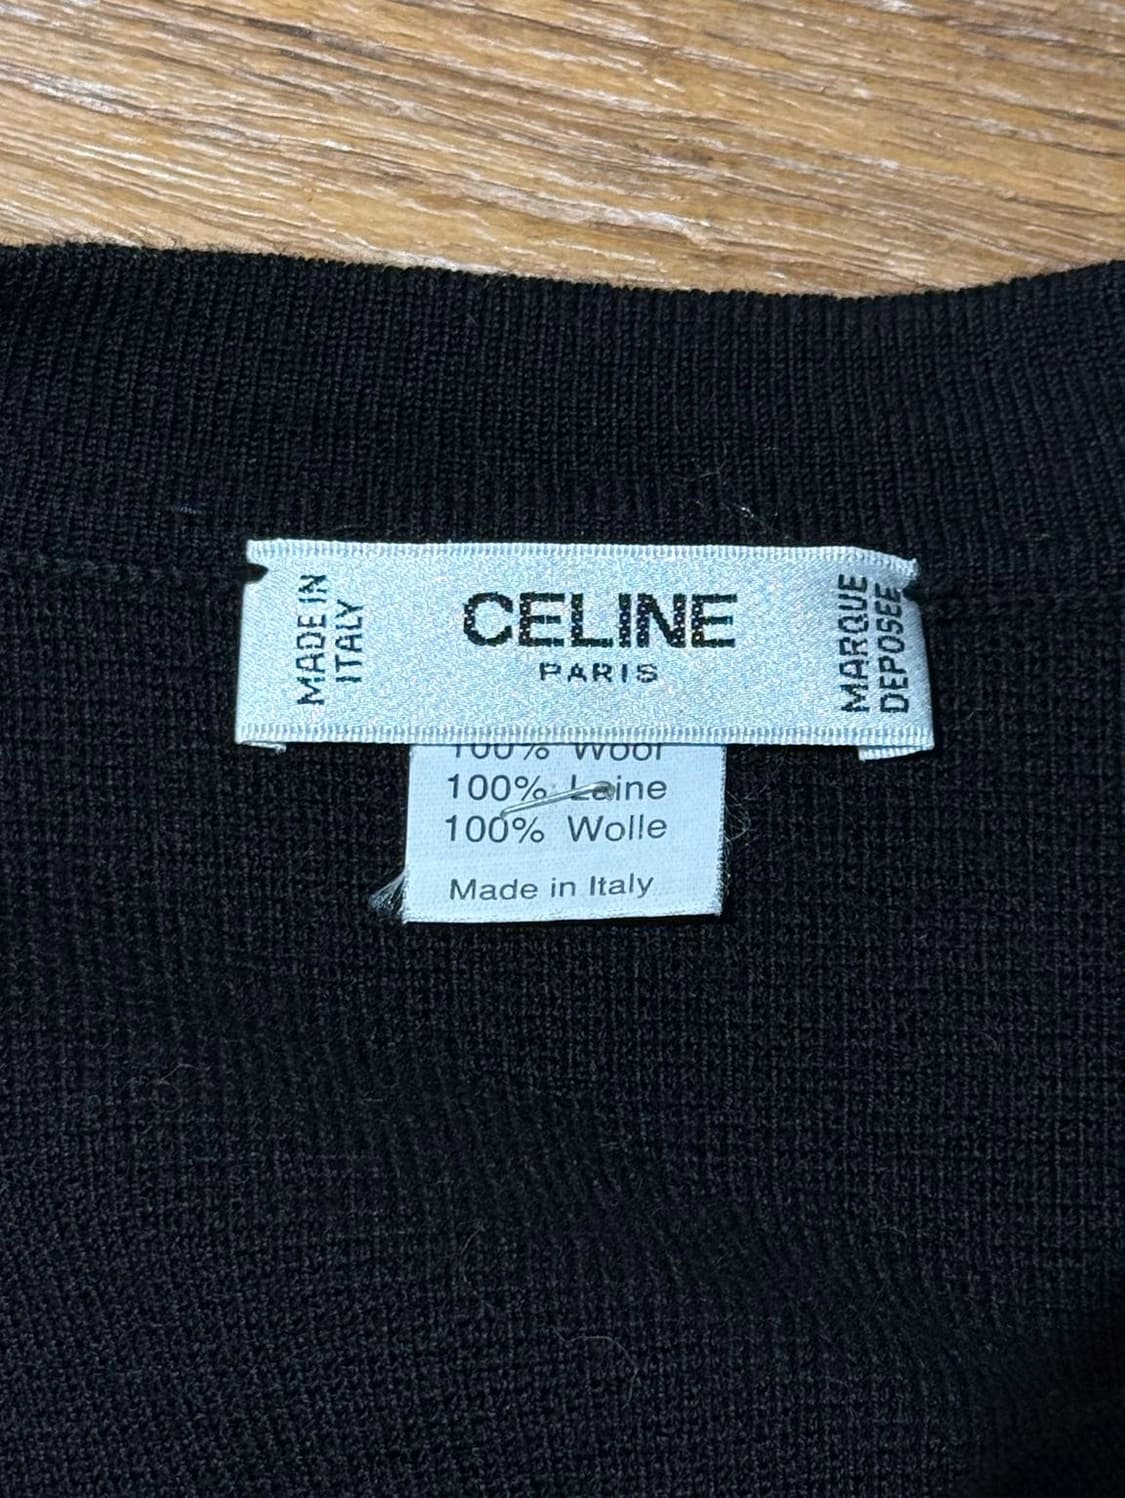 MADE IN
ITALY
CELINE
PARIS
MARQUE
DEPOSEE
100% Wool
100% Laine
100% Wolle
Made in Italy